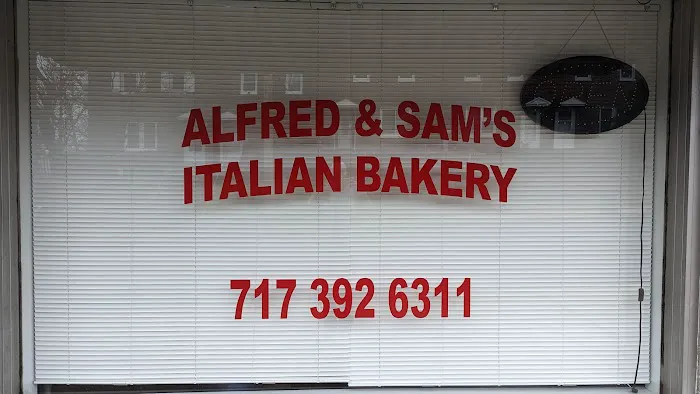 ALFRED & SAM'S
ITALIAN BAKERY
717 392 6311